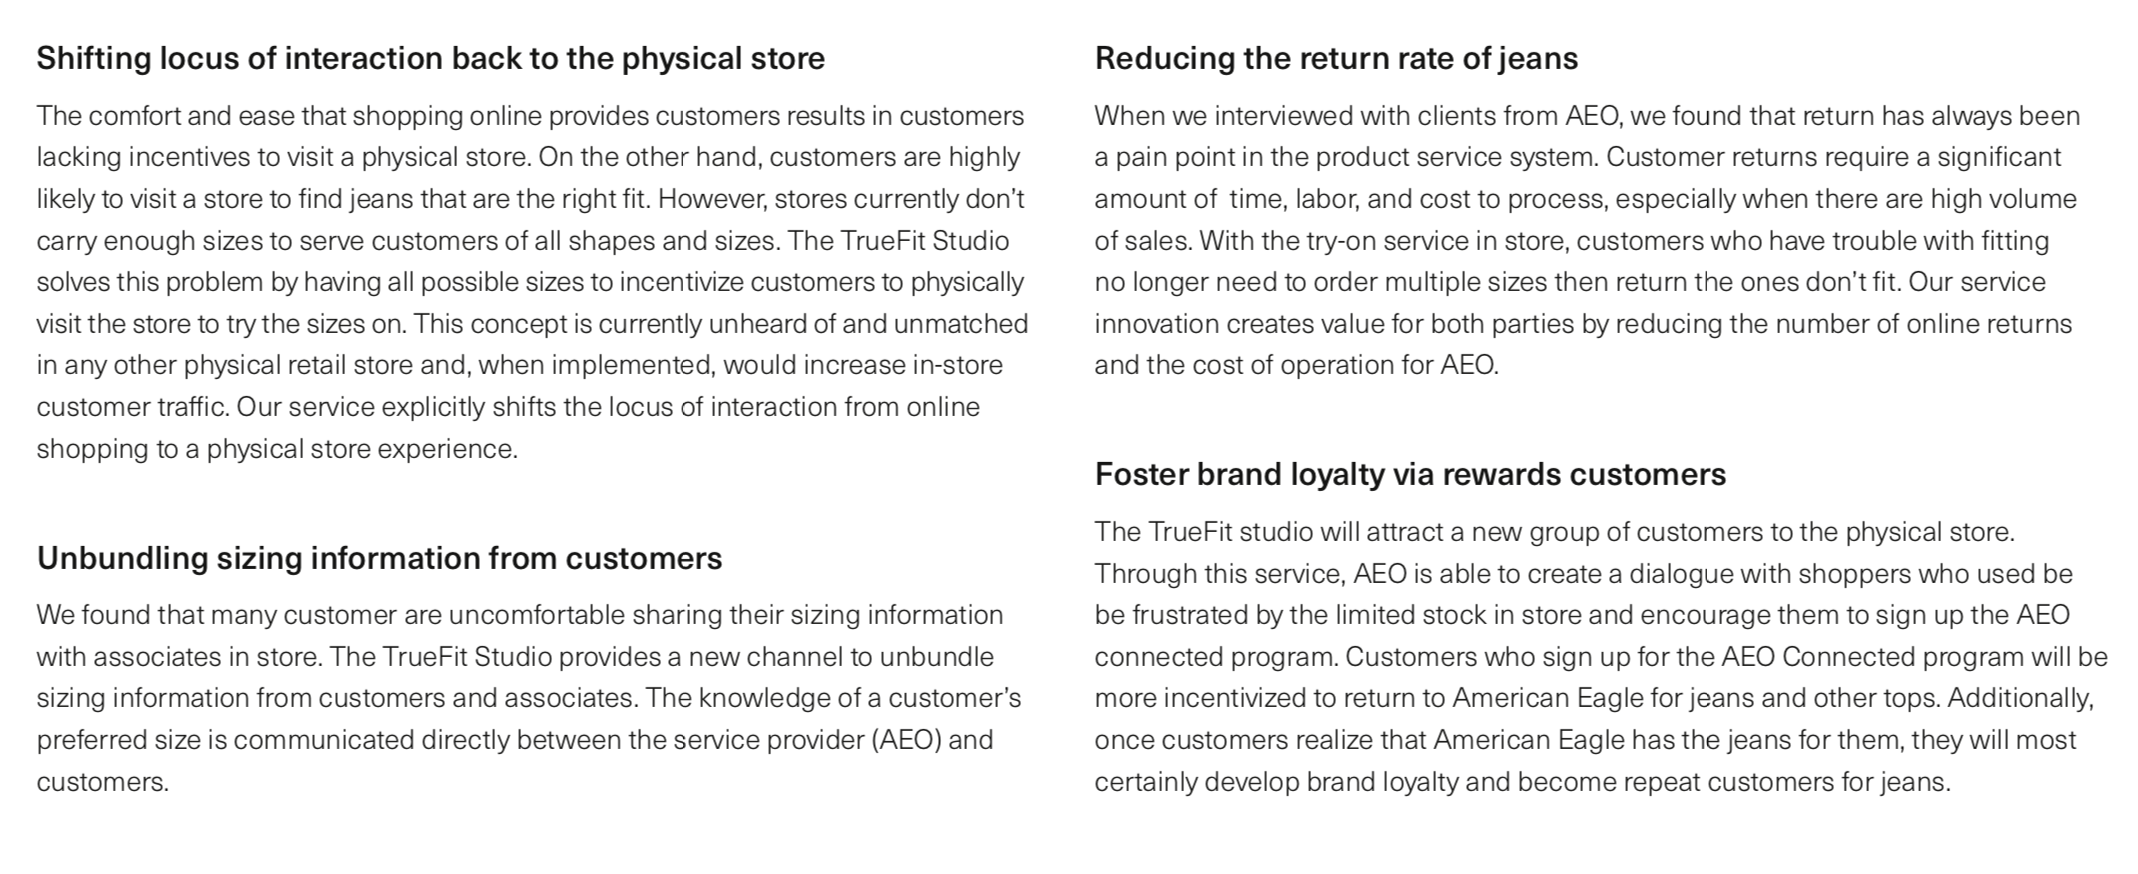 Shifting locus of interaction back to the physical store
The comfort and ease that shopping online provides customers results in customers
lacking incentives to visit a physical store. On the other hand, customers are highly
likely to visit a store to find jeans that are the right fit. However, stores currently don’t
carry enough sizes to serve customers of all shapes and sizes. The TrueFit Studio
solves this problem by having all possible sizes to incentivize customers to physically
visit the store to try the sizes on. This concept is currently unheard of and unmatched
in any other physical retail store and, when implemented, would increase in-store
customer traffic. Our service explicitly shifts the locus of interaction from online
shopping to a physical store experience.
Unbundling sizing information from customers
We found that many customer are uncomfortable sharing their sizing information
with associates in store. The TrueFit Studio provides a new channel to unbundle
sizing information from customers and associates. The knowledge of a customer’s
preferred size is communicated directly between the service provider (AEO) and
customers.
Reducing the return rate of jeans
When we interviewed with clients from AEO, we found that return has always been
a pain point in the product service system. Customer returns require a significant
amount of  time, labor, and cost to process, especially when there are high volume
of sales. With the try-on service in store, customers who have trouble with fitting
no longer need to order multiple sizes then return the ones don’t fit. Our service
innovation creates value for both parties by reducing the number of online returns
and the cost of operation for AEO.
Foster brand loyalty via rewards customers
The TrueFit studio will attract a new group of customers to the physical store.
Through this service, AEO is able to create a dialogue with shoppers who used be
be frustrated by the limited stock in store and encourage them to sign up the AEO
connected program. Customers who sign up for the AEO Connected program will be
more incentivized to return to American Eagle for jeans and other tops. Additionally,
once customers realize that American Eagle has the jeans for them, they will most
certainly develop brand loyalty and become repeat customers for jeans.